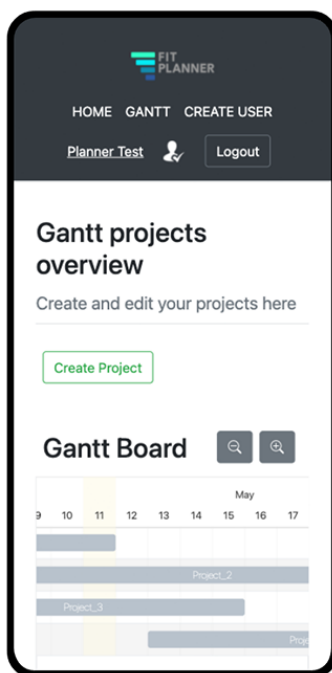 FIT
PLANNER
HOME GANTT CREATE USER
Planner Test Logout
Gantt projects
overview
Create and edit your projects here
Create Project
Gantt Board
May
9 10 11 12 13 14 15 16 17
Project_2
Project_3